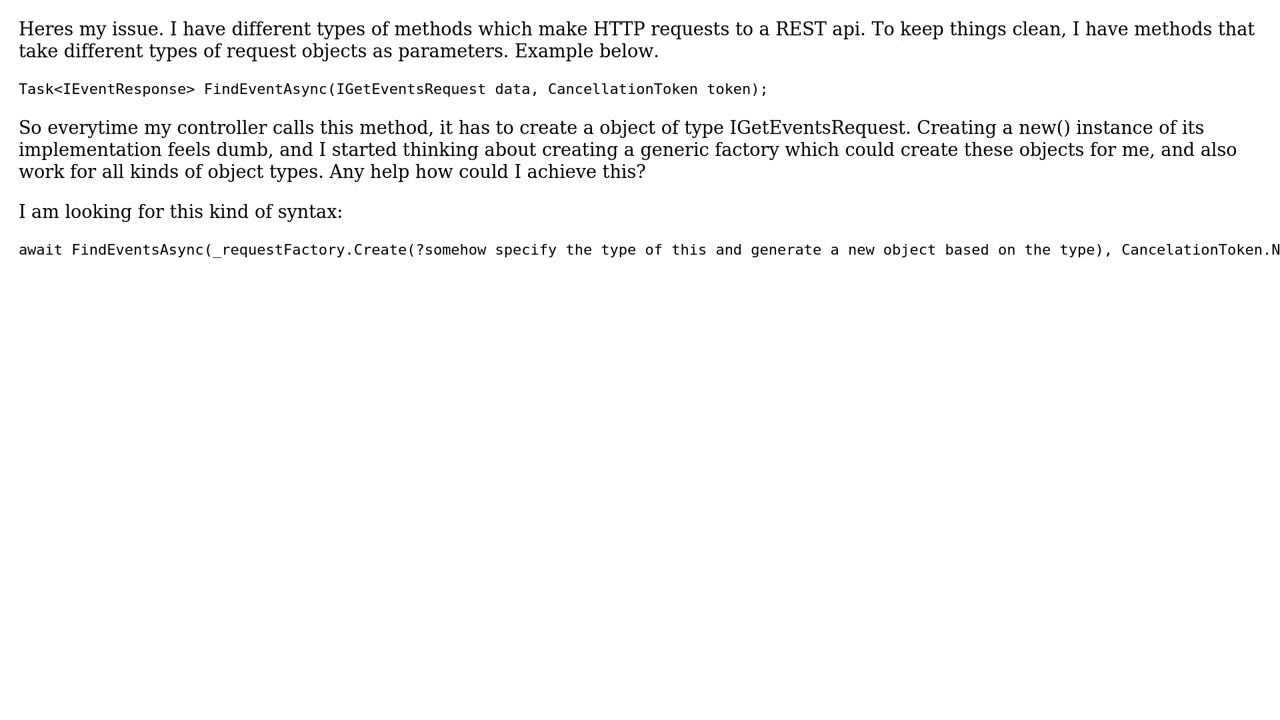 Heres my issue. I have different types of methods which make HTTP requests to a REST api. To keep things clean, I have methods that
take different types of request objects as parameters. Example below.
Task<IEventResponse> FindEventAsync(IGetEventsRequest data, CancellationToken token);
So everytime my controller calls this method, it has to create a object of type IGetEventsRequest. Creating a new() instance of its
implementation feels dumb, and I started thinking about creating a generic factory which could create these objects for me, and also
work for all kinds of object types. Any help how could I achieve this?
I am looking for this kind of syntax:
await FindEventsAsync(_requestFactory.Create(?somehow specify the type of this and generate a new object based on the type), CancelationToken.N